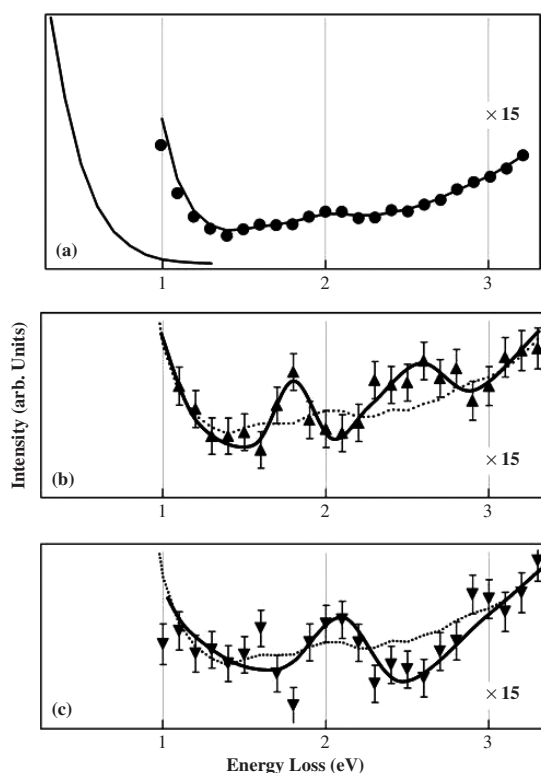 × 15
(a)
1 2 3
Intensity (arb. Units)
× 15
(b)
1 2 3
× 15
(c)
1 2 3
Energy Loss (eV)